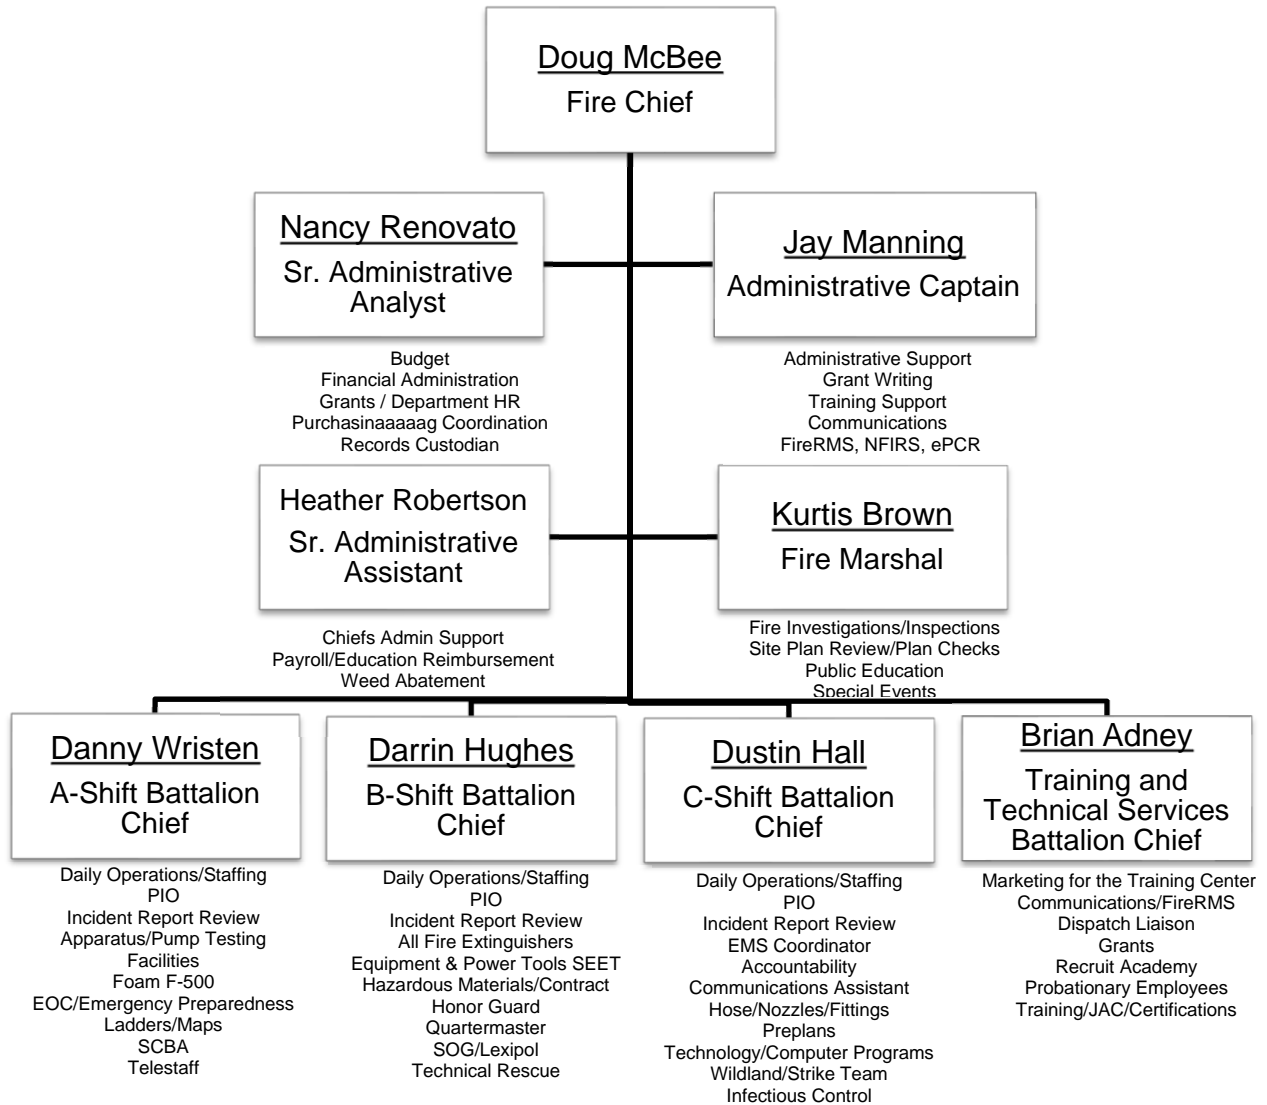 Doug McBee
Fire Chief
Nancy Renovato
Sr. Administrative
Analyst
Budget
Financial Administration
Grants / Department HR
Purchasinaaaaag Coordination
Records Custodian
Jay Manning
Administrative Captain
Administrative Support
Grant Writing
Training Support
Communications
FireRMS, NFIRS, ePCR
Heather Robertson
Sr. Administrative
Assistant
Chiefs Admin Support
Payroll/Education Reimbursement
Weed Abatement
Kurtis Brown
Fire Marshal
Fire Investigations/Inspections
Site Plan Review/Plan Checks
Public Education
Special Events
Danny Wristen
A-Shift Battalion
Chief
Daily Operations/Staffing
PIO
Incident Report Review
Apparatus/Pump Testing
Facilities
Foam F-500
EOC/Emergency Preparedness
Ladders/Maps
SCBA
Telestaff
Darrin Hughes
B-Shift Battalion
Chief
Daily Operations/Staffing
PIO
Incident Report Review
All Fire Extinguishers
Equipment & Power Tools SEET
Hazardous Materials/Contract
Honor Guard
Quartermaster
SOG/Lexipol
Technical Rescue
Dustin Hall
C-Shift Battalion
Chief
Daily Operations/Staffing
PIO
Incident Report Review
EMS Coordinator
Accountability
Communications Assistant
Hose/Nozzles/Fittings
Preplans
Technology/Computer Programs
Wildland/Strike Team
Infectious Control
Brian Adney
Training and
Technical Services
Battalion Chief
Marketing for the Training Center
Communications/FireRMS
Dispatch Liaison
Grants
Recruit Academy
Probationary Employees
Training/JAC/Certifications